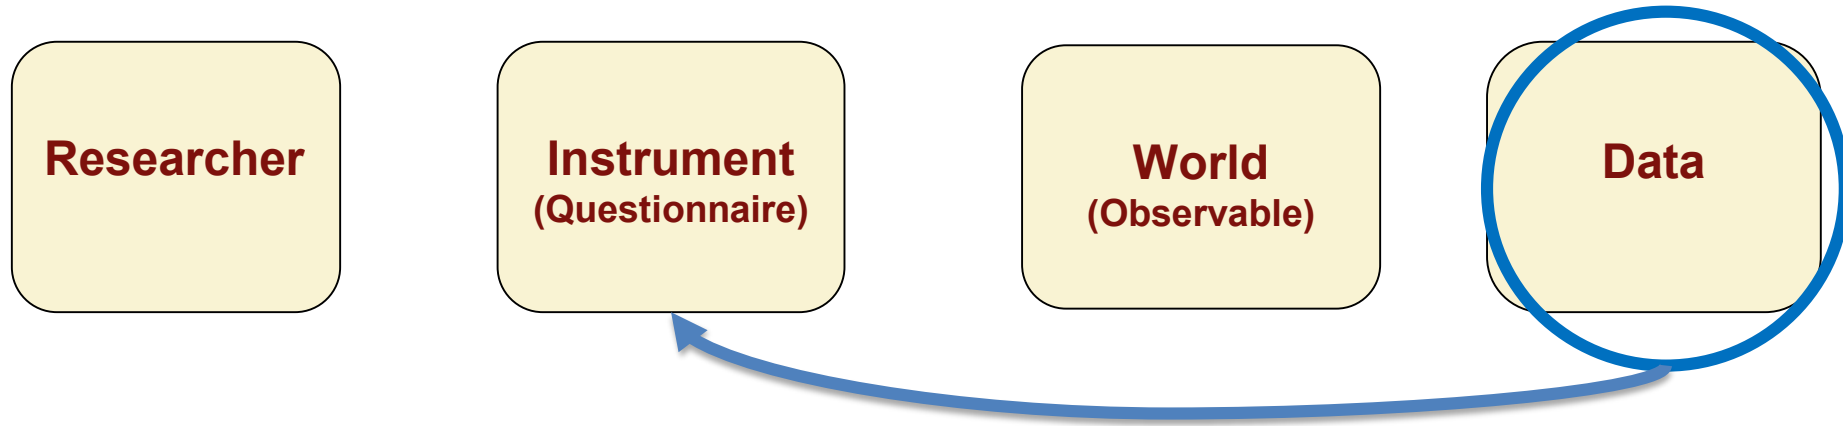 Researcher
Instrument
(Questionnaire)
World
(Observable)
Data